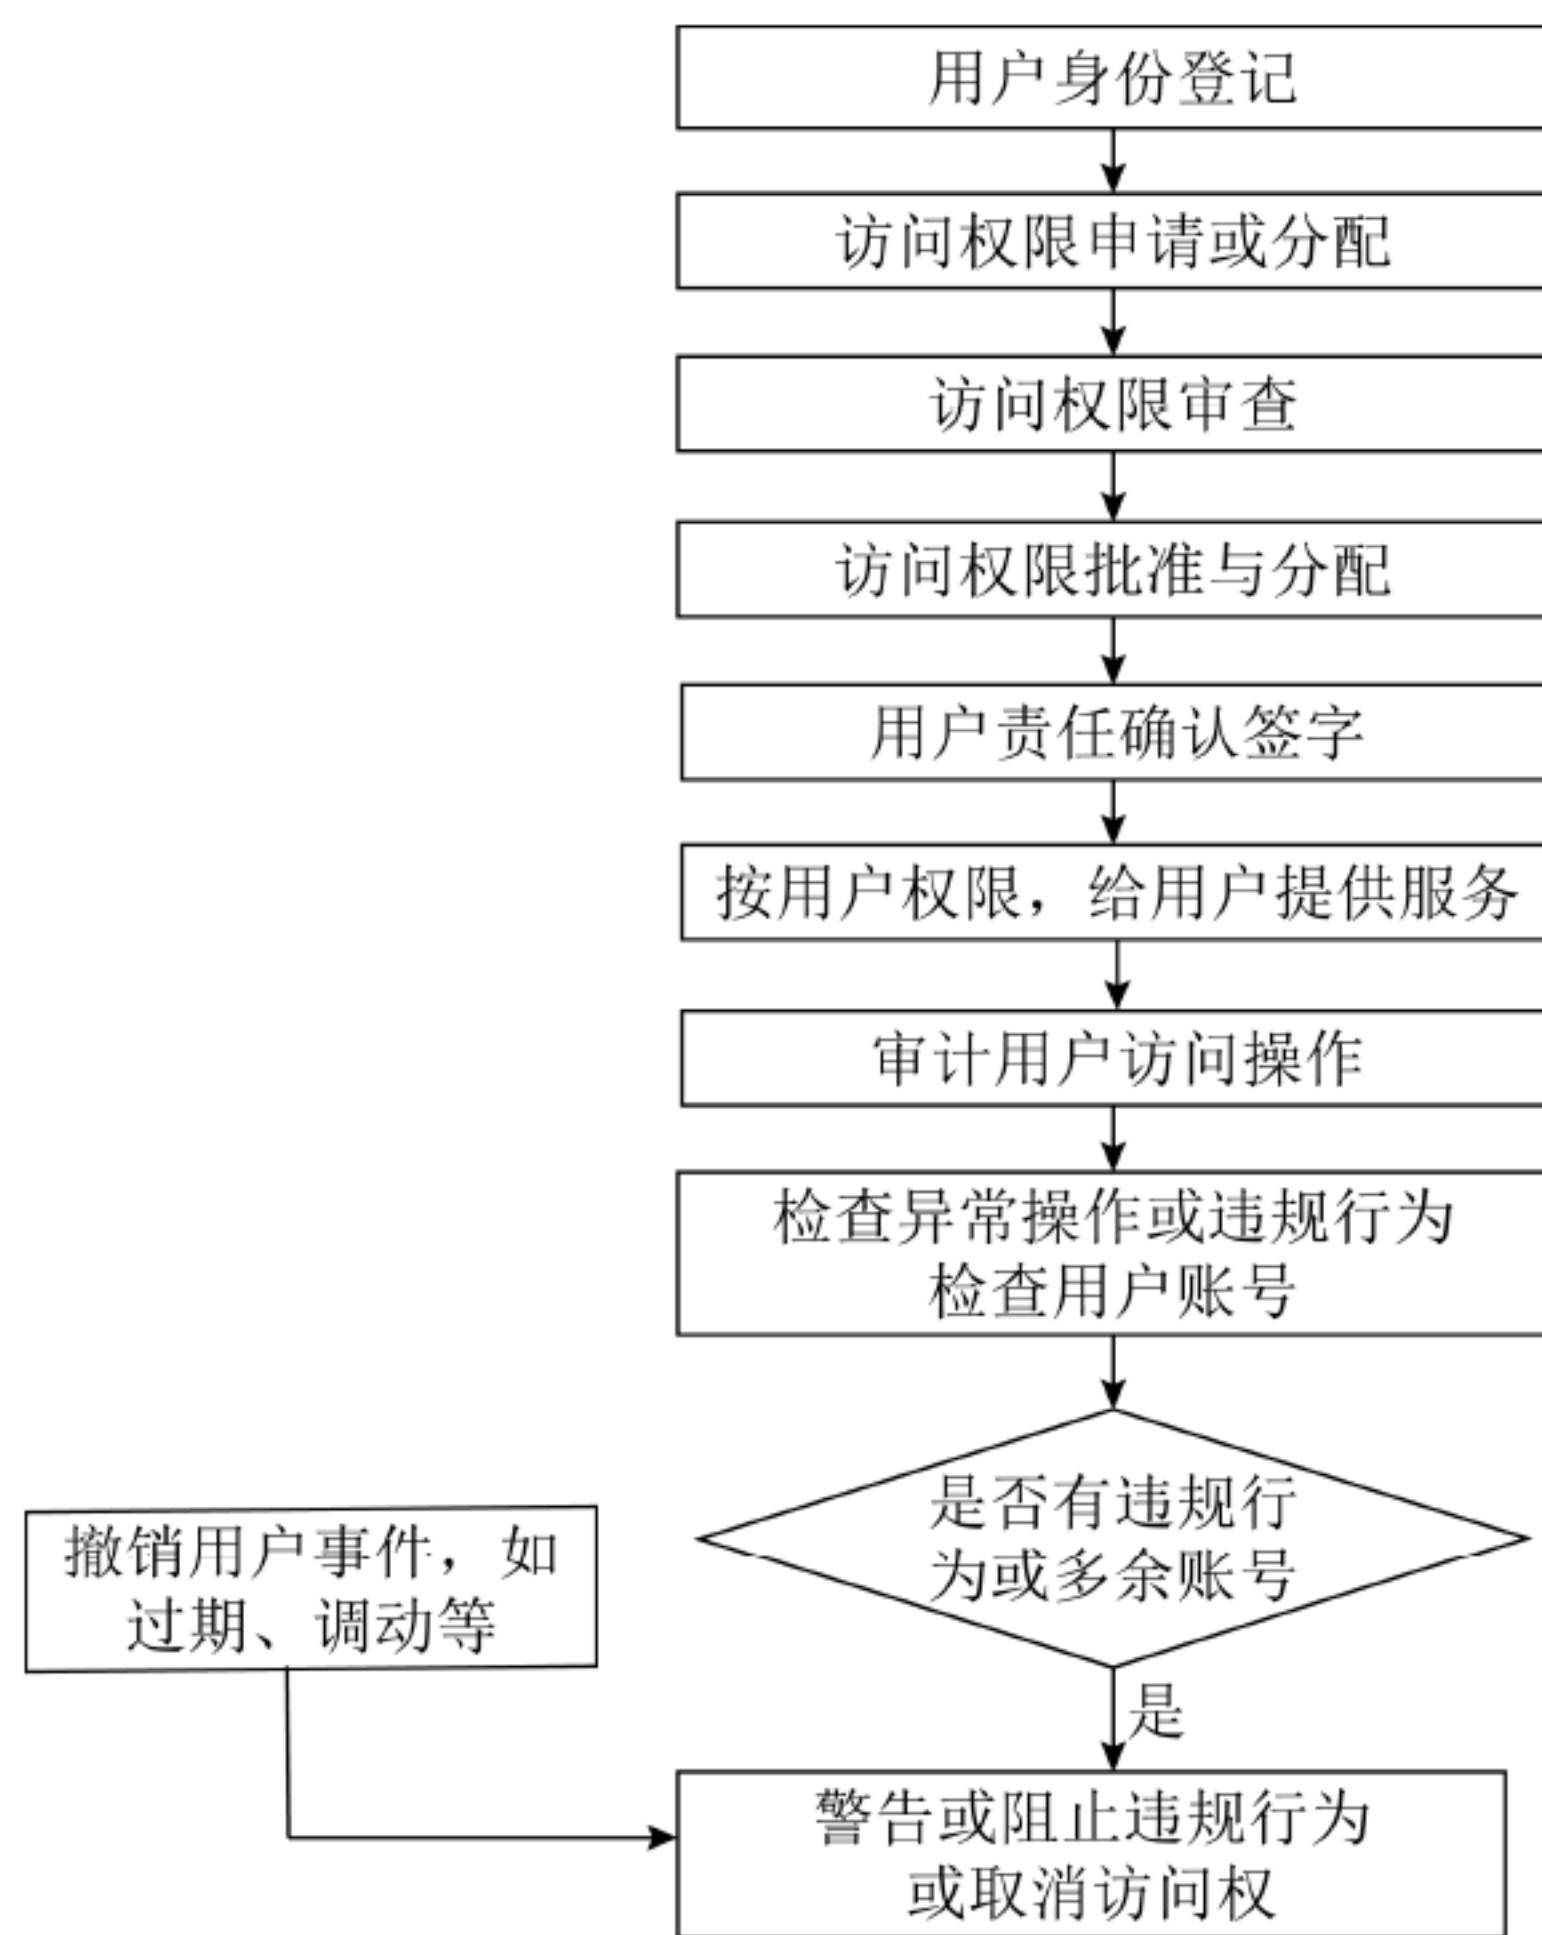 用户身份登记
访问权限申请或分配
访问权限审查
访问权限批准与分配
用户责任确认签字
按用户权限，给用户提供服务
审计用户访问操作
检查异常操作或违规行为
检查用户账号
是否有违规行
为或多余账号
撤销用户事件，如
过期、调动等
是
警告或阻止违规行为
或取消访问权